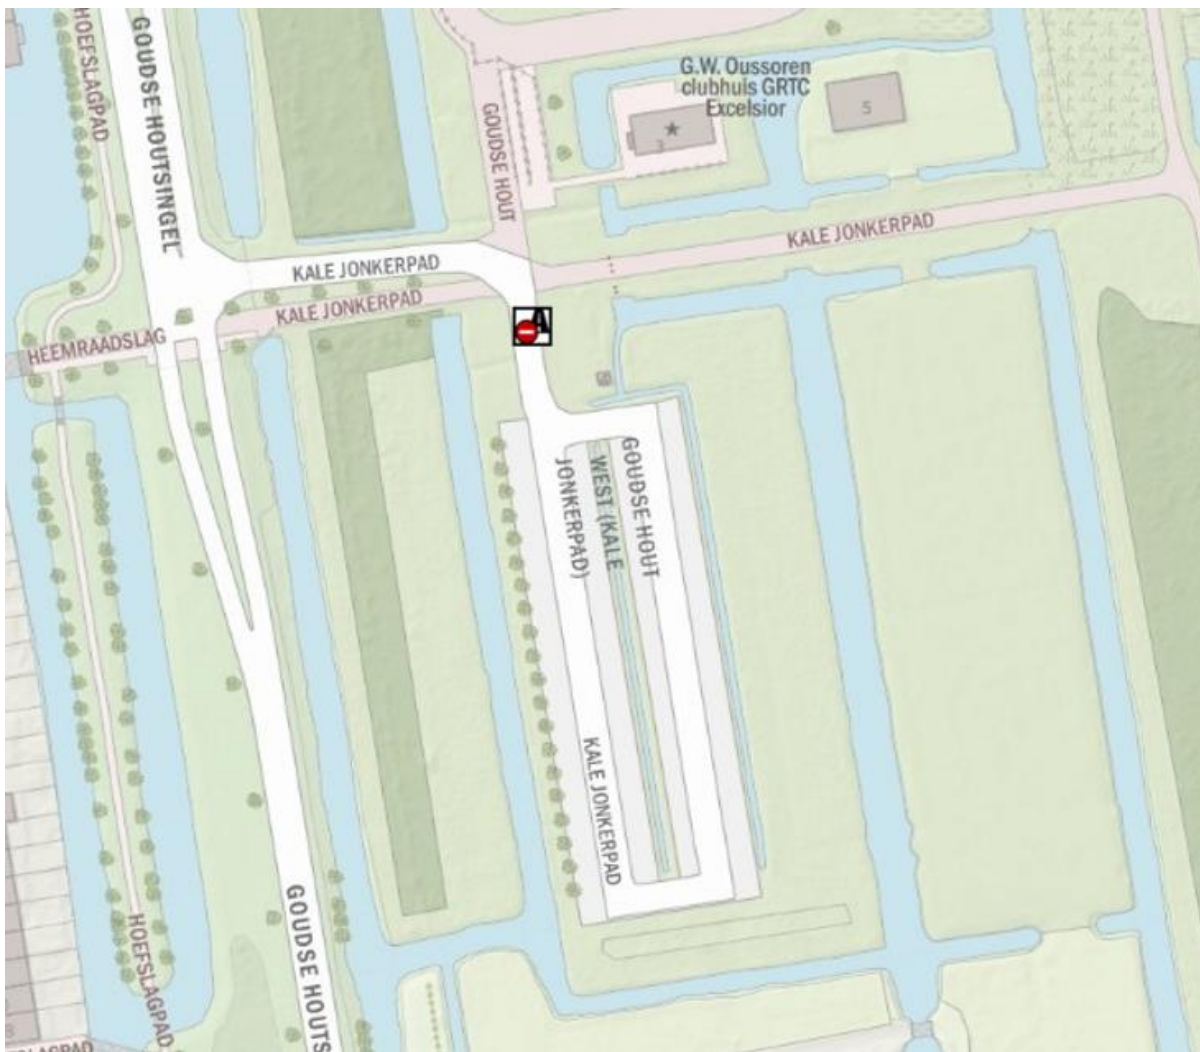 HOEFSLAGPAD
GOUDSE HOUTSINGEL
GOUDSE HOUT
G.W. Oussoren
clubhuis GRTC
Excelsior
5
KALE JONKERPAD
KALE JONKERPAD
KALE JONKERPAD
HEEMRAADSLAG
A
GOUDSE HOUT
WEST (KALE
JONKERPAD)
KALE JONKERPAD
GOUDSE HOUTS
HOEFSLAGPAD
SLAGPAD